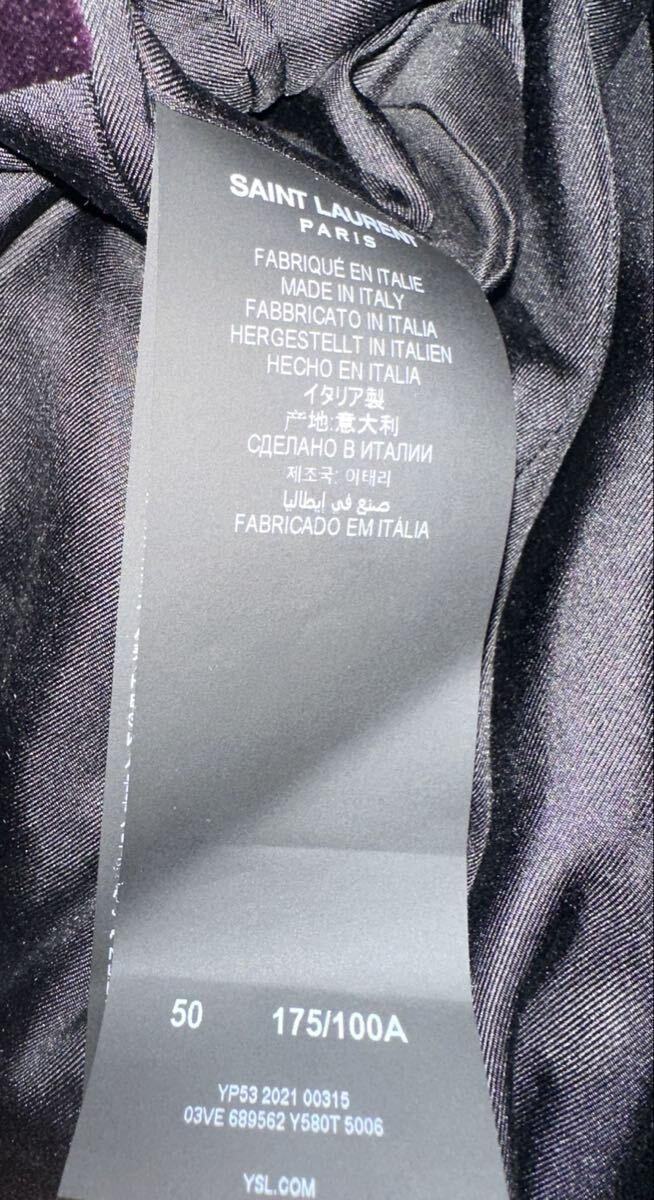 SAINT LAURENT
PARIS
FABRIQUÉ EN ITALIE
MADE IN ITALY
FABBRICATO IN ITALIA
HERGESTELLT IN ITALIEN
HECHO EN ITALIA
イタリア製
产地:意大利
СДЕЛАНО В ИТАЛИИ
제조국: 이태리
صنع في إيطاليا
FABRICADO EM ITÁLIA
50 175/100A
YP53 2021 00315
03VE 689562 Y580T 5006
YSL.COM